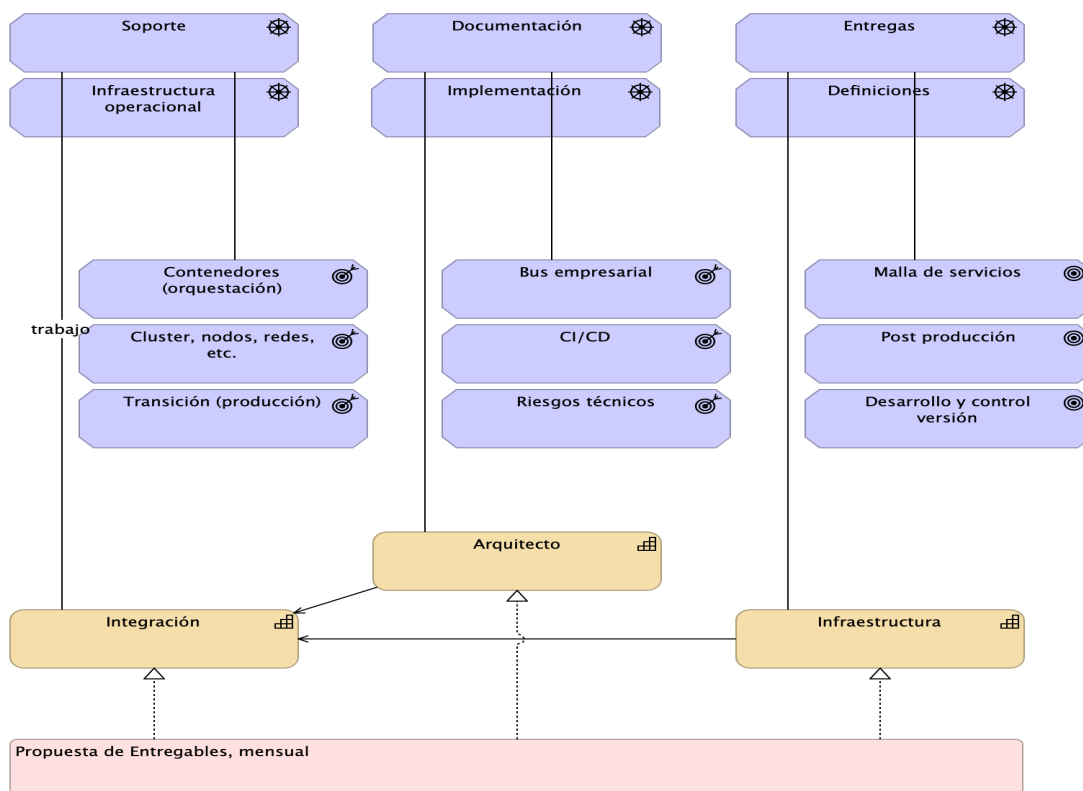 Soporte
Documentación
Entregas
Infraestructura
operacional
Implementación
Definiciones
Contenedores
(orquestación)
Bus empresarial
Malla de servicios
trabajo
Cluster, nodos, redes,
etc.
CI/CD
Post producción
Transición (producción)
Riesgos técnicos
Desarrollo y control
versión
Arquitecto
Integración
Infraestructura
Propuesta de Entregables, mensual